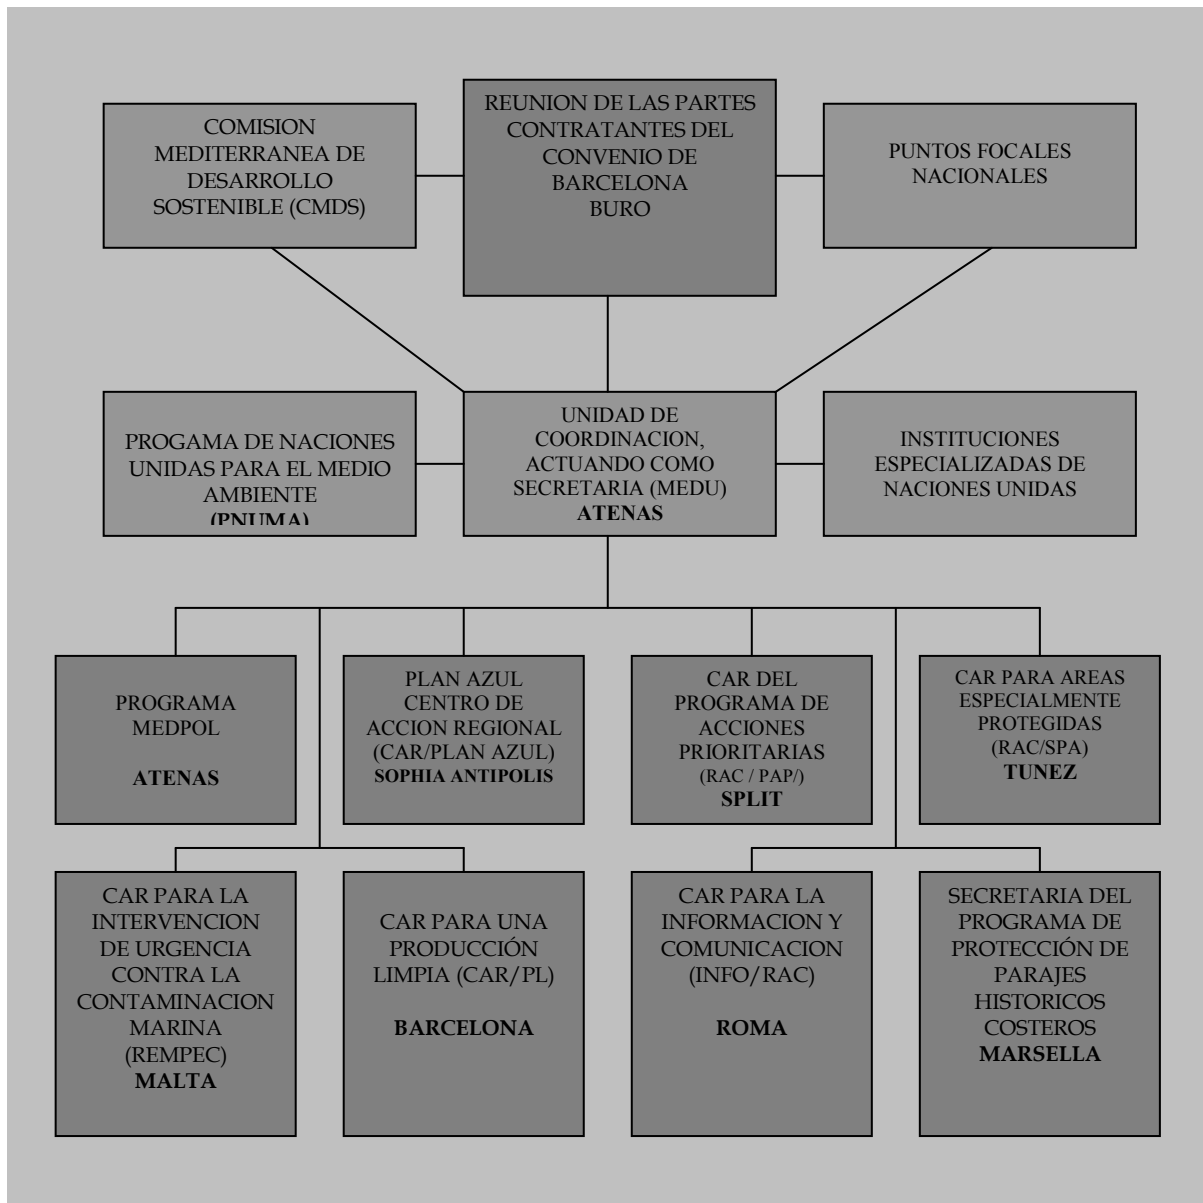 COMISION
MEDITERRANEA DE
DESARROLLO
SOSTENIBLE (CMDS)
REUNION DE LAS PARTES
CONTRATANTES DEL
CONVENIO DE
BARCELONA
BURO
PUNTOS FOCALES
NACIONALES
PROGAMA DE NACIONES
UNIDAS PARA EL MEDIO
AMBIENTE
(PNUMA)
UNIDAD DE
COORDINACION,
ACTUANDO COMO
SECRETARIA (MEDU)
ATENAS
INSTITUCIONES
ESPECIALIZADAS DE
NACIONES UNIDAS
PROGRAMA
MEDPOL
ATENAS
PLAN AZUL
CENTRO DE
ACCION REGIONAL
(CAR/PLAN AZUL)
SOPHIA ANTIPOLIS
CAR DEL
PROGRAMA DE
ACCIONES
PRIORITARIAS
(RAC / PAP/)
SPLIT
CAR PARA AREAS
ESPECIALMENTE
PROTEGIDAS
(RAC/SPA)
TUNEZ
CAR PARA LA
INTERVENCION
DE URGENCIA
CONTRA LA
CONTAMINACION
MARINA
(REMPEC)
MALTA
CAR PARA UNA
PRODUCCIÓN
LIMPIA (CAR/PL)
BARCELONA
CAR PARA LA
INFORMACION Y
COMUNICACION
(INFO/RAC)
ROMA
SECRETARIA DEL
PROGRAMA DE
PROTECCIÓN DE
PARAJES
HISTORICOS
COSTEROS
MARSELLA